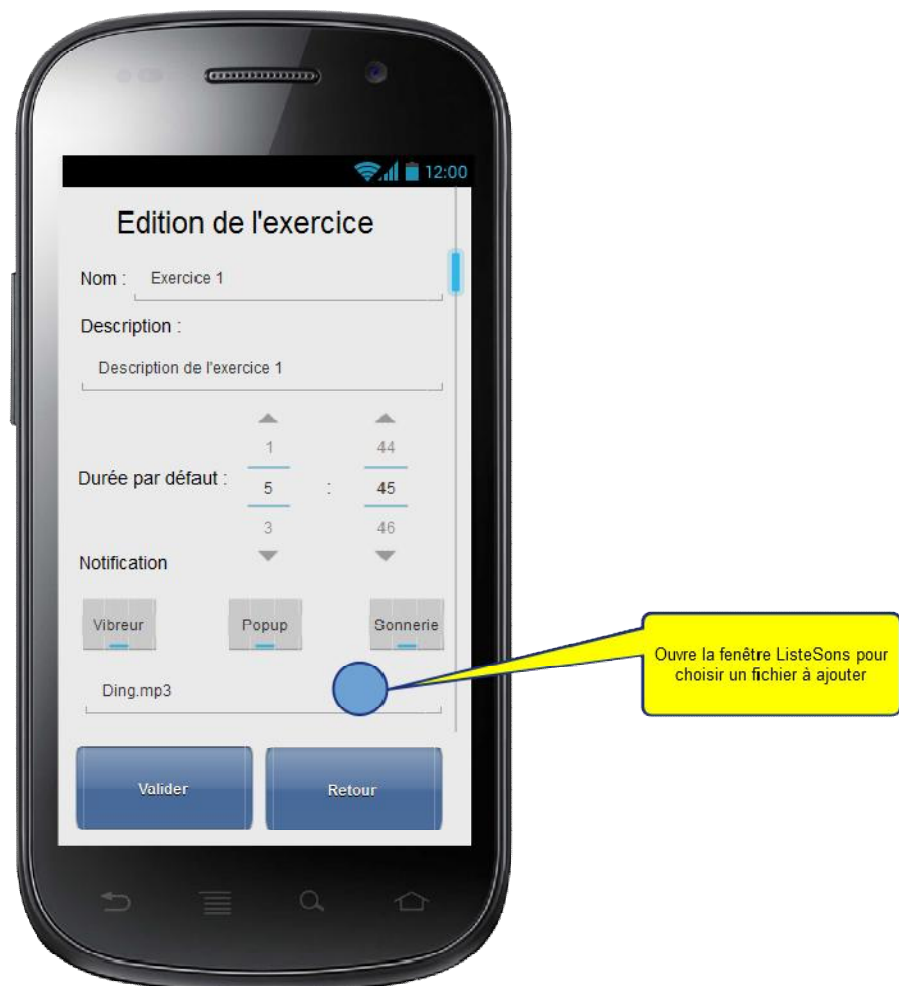 12:00
Edition de l'exercice
Nom : Exercice 1
Description :
Description de l'exercice 1
1 44
Durée par défaut : 5 : 45
3 46
Notification
Vibreur Popup Sonnerie
Ding.mp3
Ouvre la fenêtre ListeSons pour
choisir un fichier à ajouter
Valider Retour